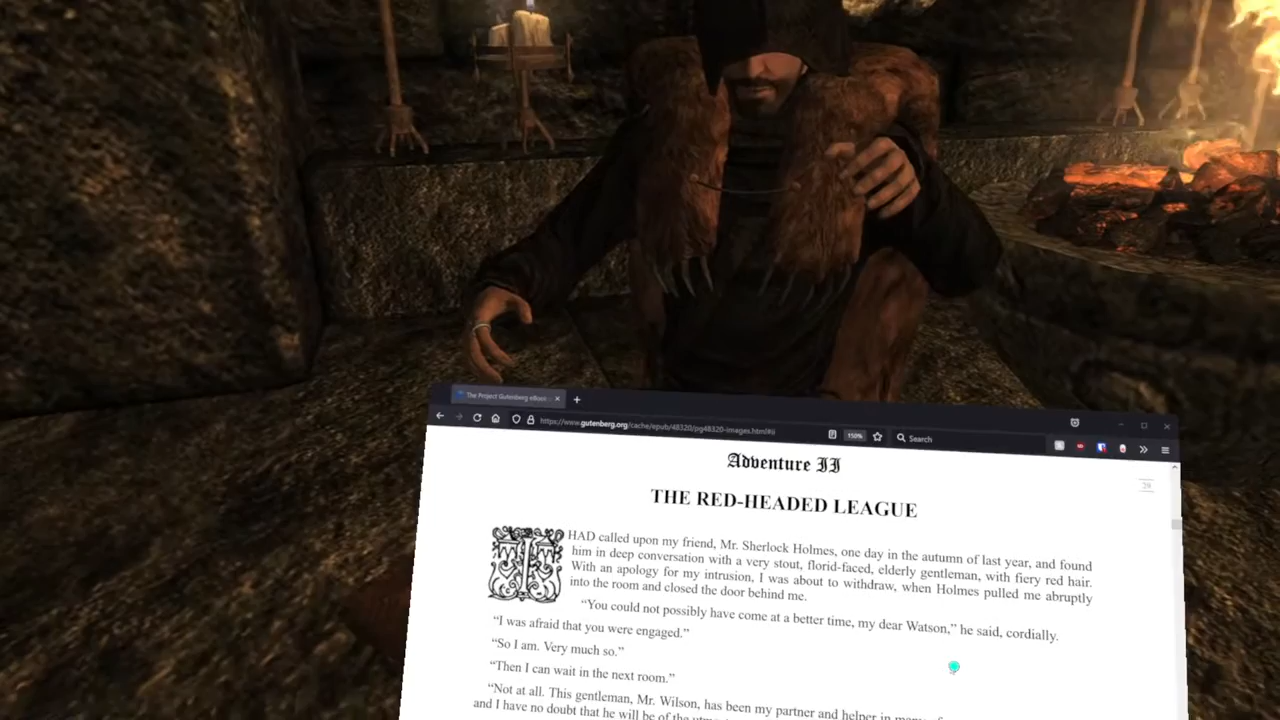 The Project Gutenberg eBook
https://www.gutenberg.org/cache/epub/48320/pg48320-images.html#ii
150%
Search
Adventure II
THE RED-HEADED LEAGUE
I HAD called upon my friend, Mr. Sherlock Holmes, one day in the autumn of last year, and found
him in deep conversation with a very stout, florid-faced, elderly gentleman, with fiery red hair.
With an apology for my intrusion, I was about to withdraw, when Holmes pulled me abruptly
into the room and closed the door behind me.
“You could not possibly have come at a better time, my dear Watson,” he said, cordially.
“I was afraid that you were engaged.”
“So I am. Very much so.”
“Then I can wait in the next room.”
“Not at all. This gentleman, Mr. Wilson, has been my partner and helper in many of
and I have no doubt that he will be of the